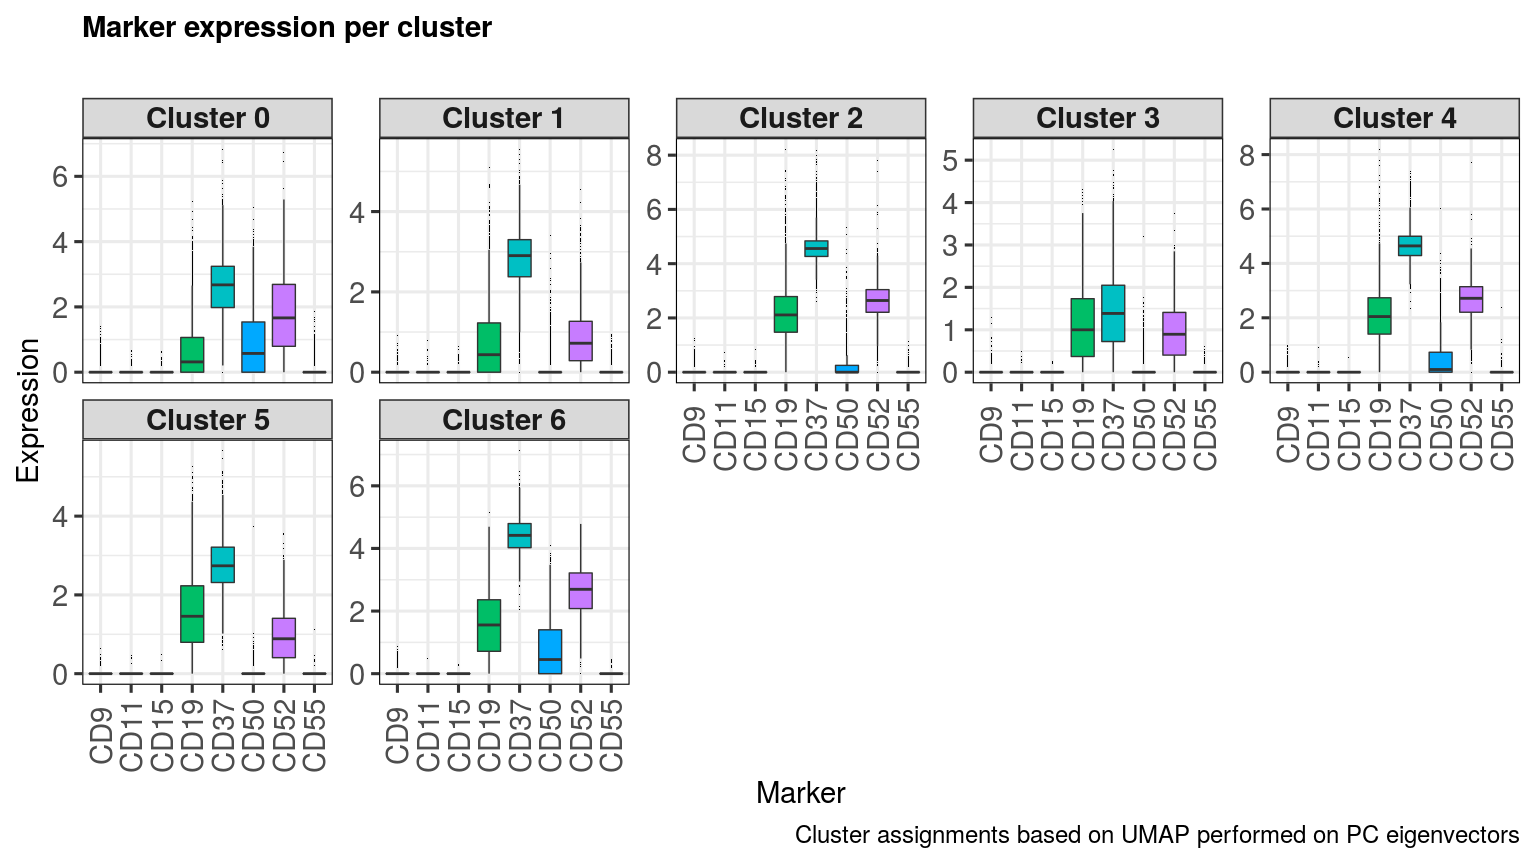 Marker expression per cluster
Cluster 0
Cluster 1
Cluster 2
Cluster 3
Cluster 4
6
4
2
0
4
2
0
8
6
4
2
0
5
4
3
2
1
0
8
6
4
2
0
CD9
CD11
CD15
CD19
CD37
CD50
CD52
CD55
CD9
CD11
CD15
CD19
CD37
CD50
CD52
CD55
CD9
CD11
CD15
CD19
CD37
CD50
CD52
CD55
Expression
Cluster 5
Cluster 6
4
2
0
6
4
2
0
CD9
CD11
CD15
CD19
CD37
CD50
CD52
CD55
CD9
CD11
CD15
CD19
CD37
CD50
CD52
CD55
Marker
Cluster assignments based on UMAP performed on PC eigenvectors